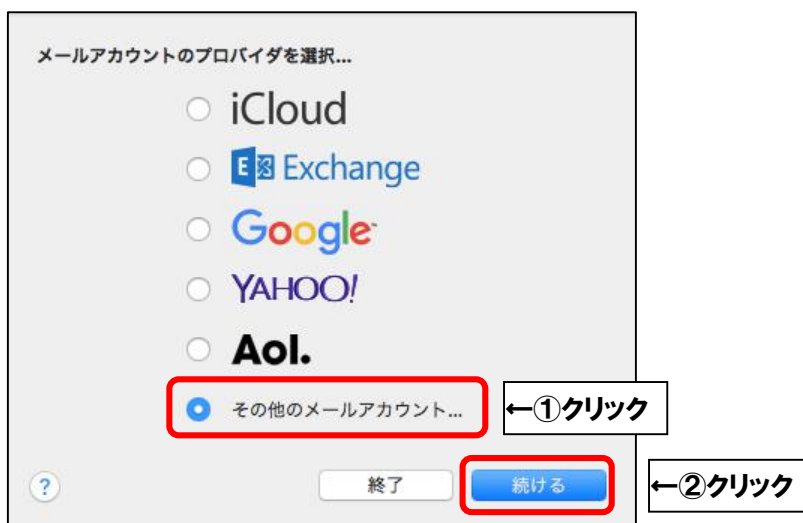 メールアカウントのプロバイダを選択...
iCloud
E Exchange
Google™
YAHOO!
Aol.
その他のメールアカウント...
←①クリック
? 終了 続ける
←②クリック